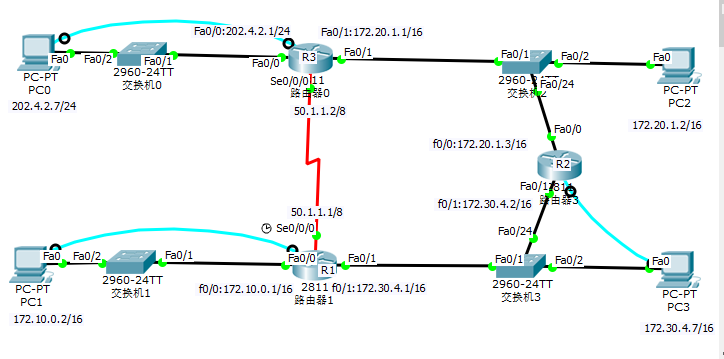 Fa0/0:202.4.2.1/24
Fa0/1:172.20.1.1/16
Fa0
Fa0/2
Fa0/1
Fa0/0
R3
Fa0/1
Fa0/1
Fa0/2
Fa0
PC-PT
PC0
2960-24TT
交换机0
Se0/0/0
11
路由器0
2960-
TT
交换机2
Fa0/24
PC-PT
PC2
202.4.2.7/24
50.1.1.2/8
172.20.1.2/16
Fa0/0
f0/0:172.20.1.3/16
R2
Fa0/1
2811
路由器3
f0/1:172.30.4.2/16
50.1.1.1/8
Se0/0/0
Fa0/24
Fa0
Fa0/2
Fa0/1
Fa0/0
R1
Fa0/1
Fa0/1
Fa0/2
Fa0
PC-PT
PC1
2960-24TT
交换机1
f0/0:172.10.0.1/16
2811
路由器1
f0/1:172.30.4.1/16
2960-24TT
交换机3
PC-PT
PC3
172.10.0.2/16
172.30.4.7/16